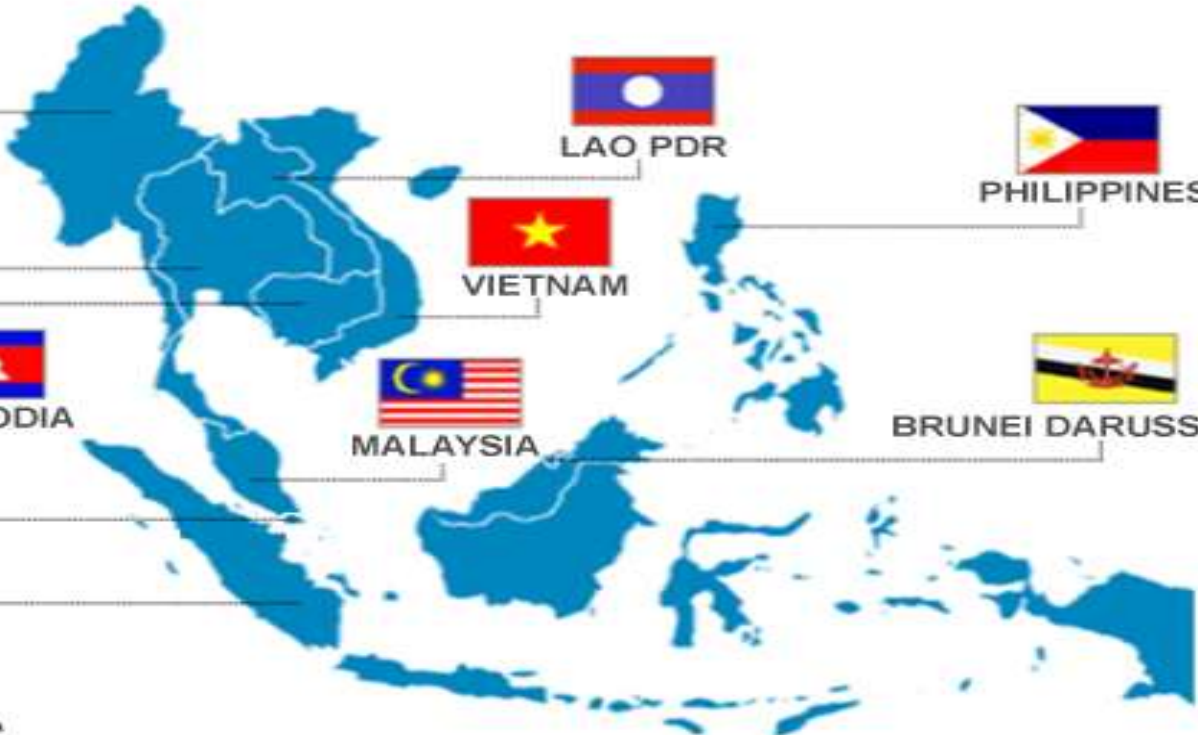 LAO PDR
PHILIPPINES
VIETNAM
ODIA
MALAYSIA
BRUNEI DARUSS
A